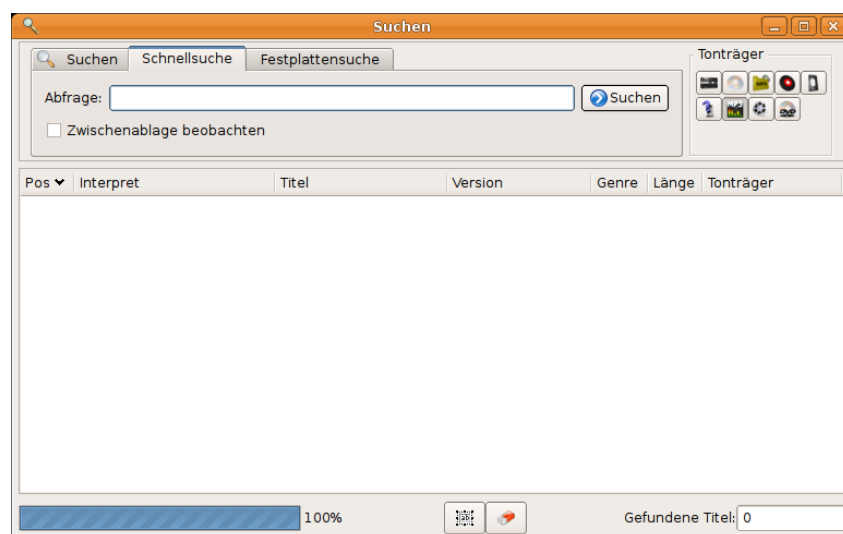 Suchen
Suchen Schnellsuche Festplattensuche
Tonträger
Abfrage: Suchen
Zwischenablage beobachten
Pos Interpret Titel Version Genre Länge Tonträger
100% Gefundene Titel: 0